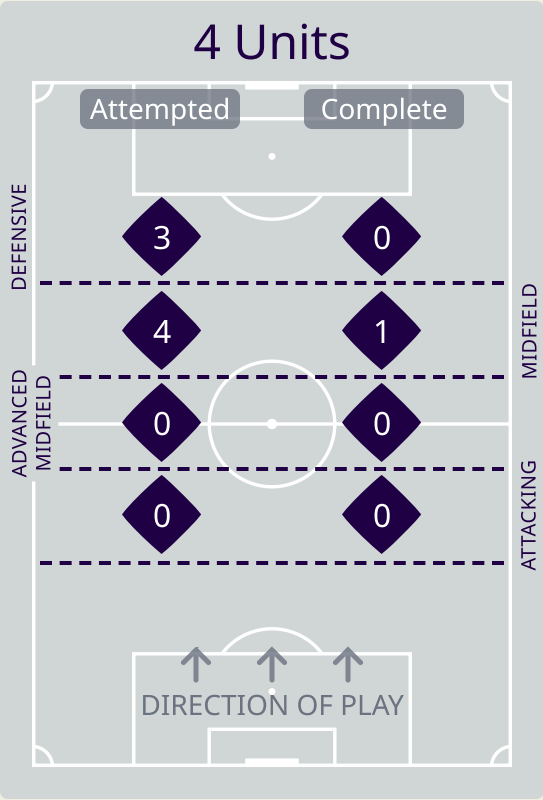 4 Units
Attempted
Complete
DEFENSIVE
3
0
MIDFIELD
4
1
ADVANCED
MIDFIELD
0
0
ATTACKING
0
0
DIRECTION OF PLAY